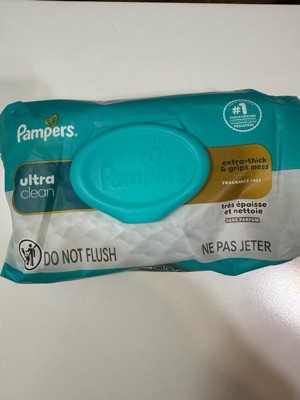 Pampers.
#1
ultra
clean
Pampers
extra-thick
& grips mess
FRAGRANCE FREE
très épaisse
et nettoie
SANS PARFUM
DO NOT FLUSH
NE PAS JETER